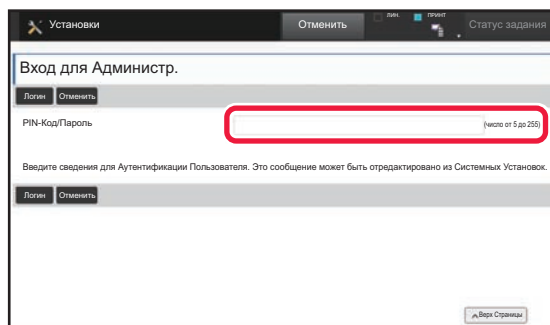 Установки
Отменить
ЛИН.
ПРИНТ
Статус задания
Вход для Администр.
Логин Отменить
PIN-Код/Пароль
(число от 5 до 255)
Введите сведения для Аутентификации Пользователя. Это сообщение может быть отредактировано из Системных Установок.
Логин Отменить
Верх Страницы